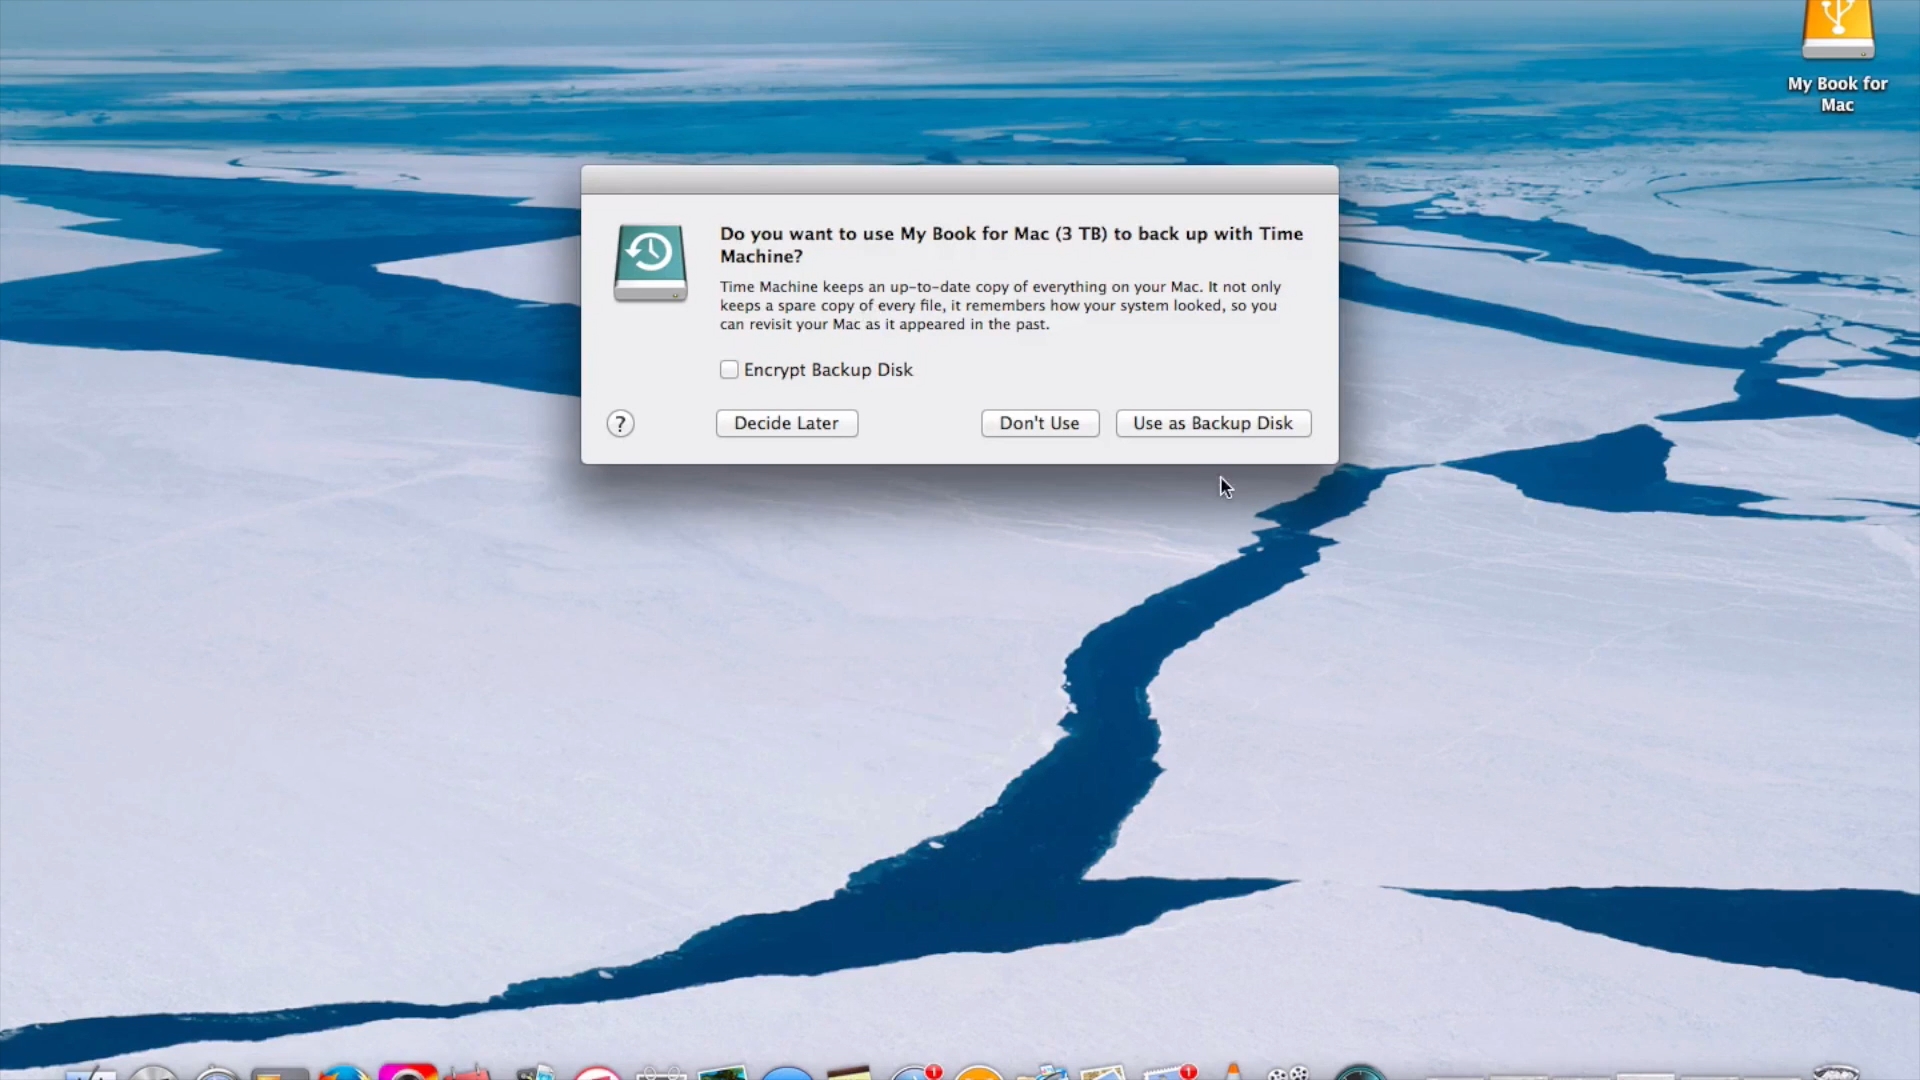 My Book for
Mac
Do you want to use My Book for Mac (3 TB) to back up with Time
Machine?
Time Machine keeps an up-to-date copy of everything on your Mac. It not only
keeps a spare copy of every file, it remembers how your system looked, so you
can revisit your Mac as it appeared in the past.
Encrypt Backup Disk
?
Decide Later
Don't Use
Use as Backup Disk
1
1